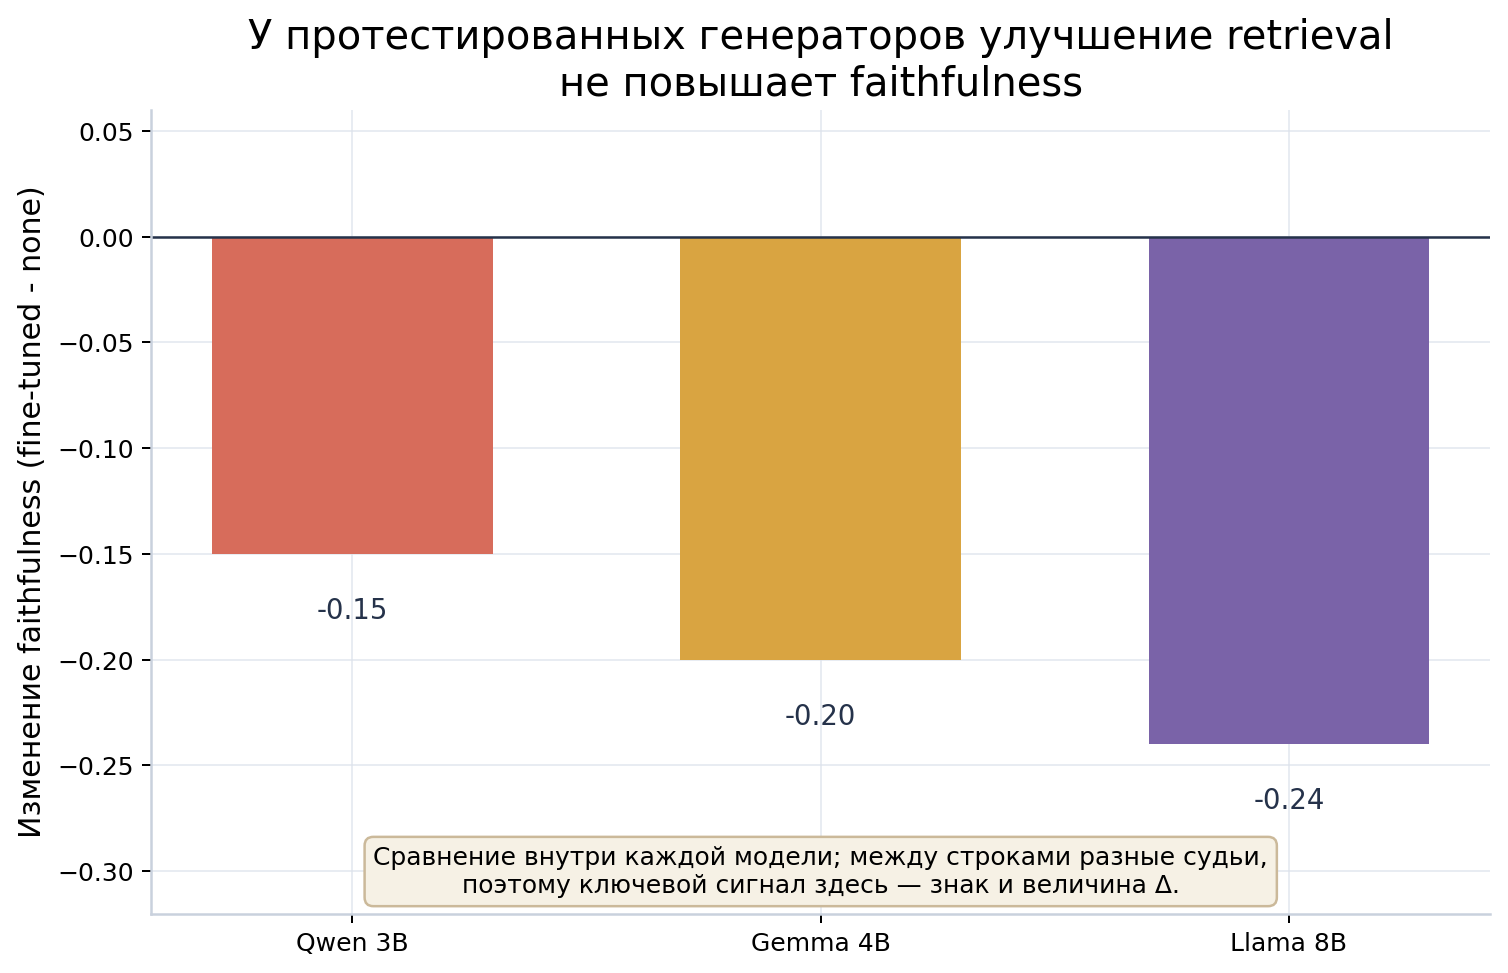 У протестированных генераторов улучшение retrieval
не повышает faithfulness
Изменение faithfulness (fine-tuned - none)
0.05
0.00
−0.05
−0.10
−0.15
−0.20
−0.25
−0.30
-0.15
-0.20
-0.24
Сравнение внутри каждой модели; между строками разные судьи,
поэтому ключевой сигнал здесь — знак и величина Δ.
Qwen 3B
Gemma 4B
Llama 8B